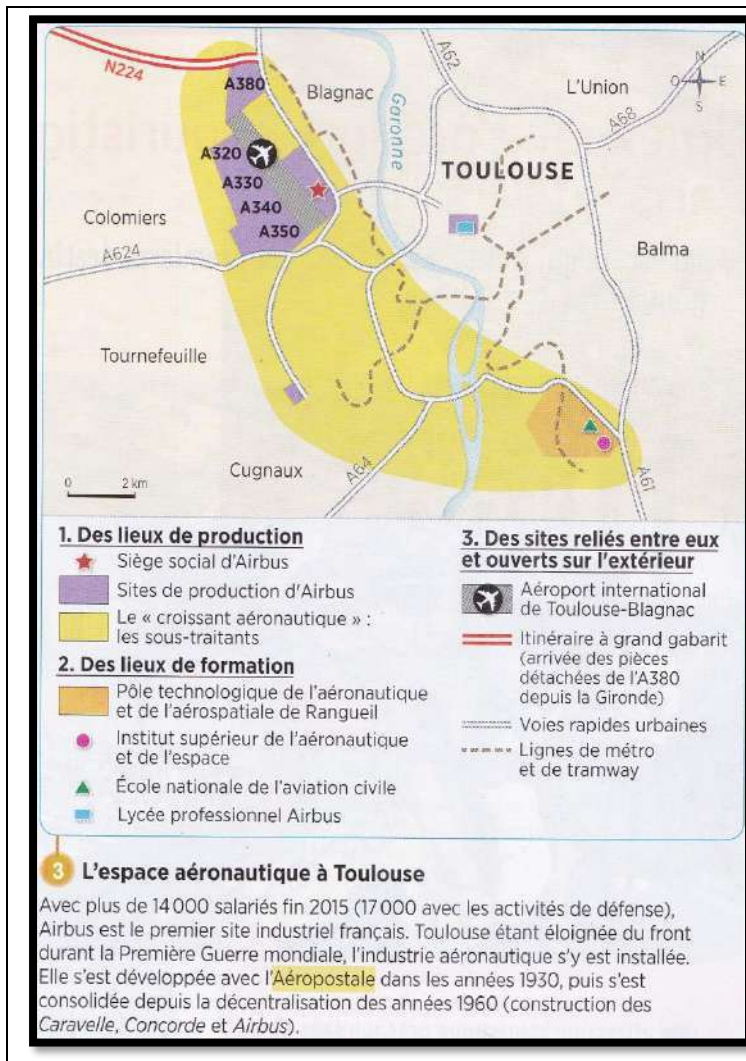 N224
A380
Blagnac
A62
L'Union
N
O
E
S
Garonne
A68
A320
TOULOUSE
A330
A340
Colomiers
A350
A624
Balma
Tournefeuille
0 2 km
Cugnaux
A64
A61
1. Des lieux de production
Siège social d'Airbus
Sites de production d'Airbus
Le « croissant aéronautique » :
les sous-traitants
2. Des lieux de formation
Pôle technologique de l'aéronautique
et de l'aérospatiale de Rangueil
Institut supérieur de l'aéronautique
et de l'espace
École nationale de l'aviation civile
Lycée professionnel Airbus
3. Des sites reliés entre eux
et ouverts sur l'extérieur
Aéroport international
de Toulouse-Blagnac
Itinéraire à grand gabarit
(arrivée des pièces
détachées de l'A380
depuis la Gironde)
Voies rapides urbaines
Lignes de métro
et de tramway
3 L'espace aéronautique à Toulouse
Avec plus de 14 000 salariés fin 2015 (17 000 avec les activités de défense),
Airbus est le premier site industriel français. Toulouse étant éloignée du front
durant la Première Guerre mondiale, l'industrie aéronautique s'y est installée.
Elle s'est développée avec l'Aéropostale dans les années 1930, puis s'est
consolidée depuis la décentralisation des années 1960 (construction des
Caravelle, Concorde et Airbus).